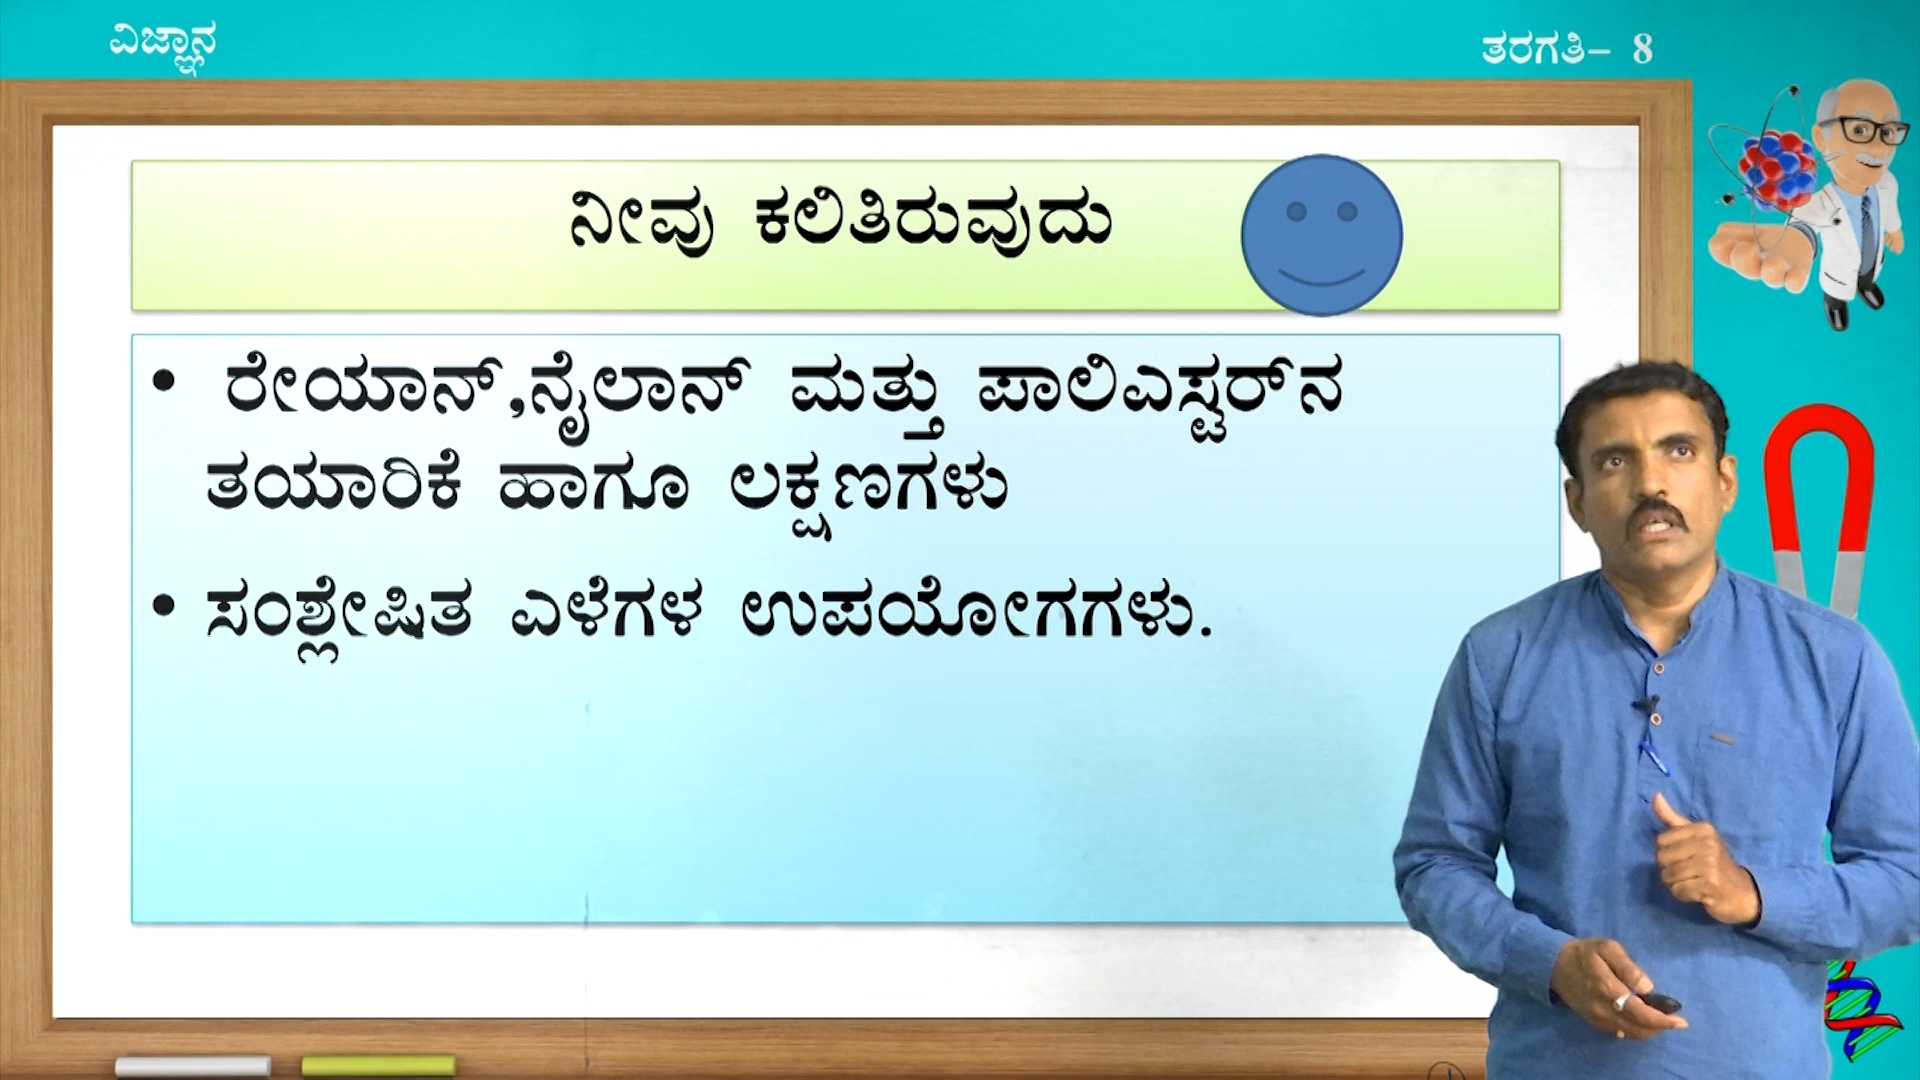 ವಿಜ್ಞಾನ
ತರಗತಿ– 8
ನೀವು ಕಲಿತಿರುವುದು
• ರೇಯಾನ್,ನೈಲಾನ್ ಮತ್ತು ಪಾಲಿಎಸ್ಟರ್‌ನ
ತಯಾರಿಕೆ ಹಾಗೂ ಲಕ್ಷಣಗಳು
• ಸಂಶ್ಲೇಷಿತ ಎಳೆಗಳ ಉಪಯೋಗಗಳು.